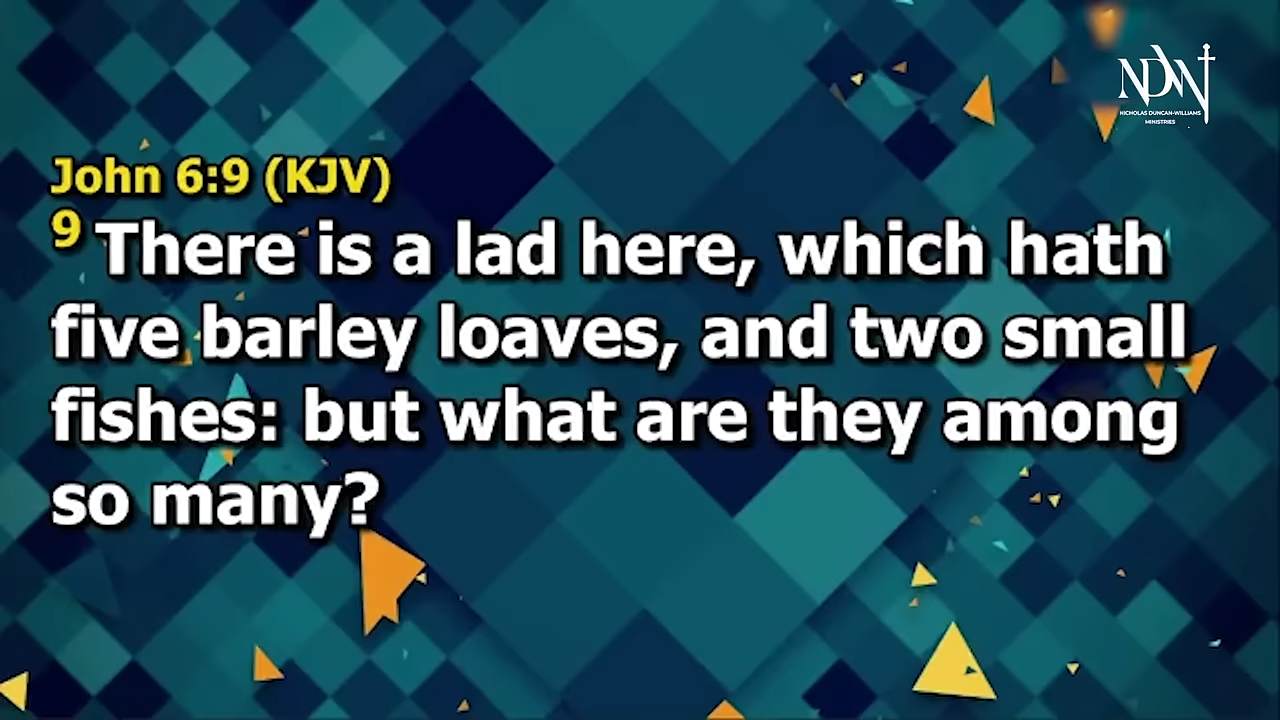 NDW
NICHOLAS DUNCAN-WILLIAMS
MINISTRIES
John 6:9 (KJV)
9 There is a lad here, which hath
five barley loaves, and two small
fishes: but what are they among
so many?